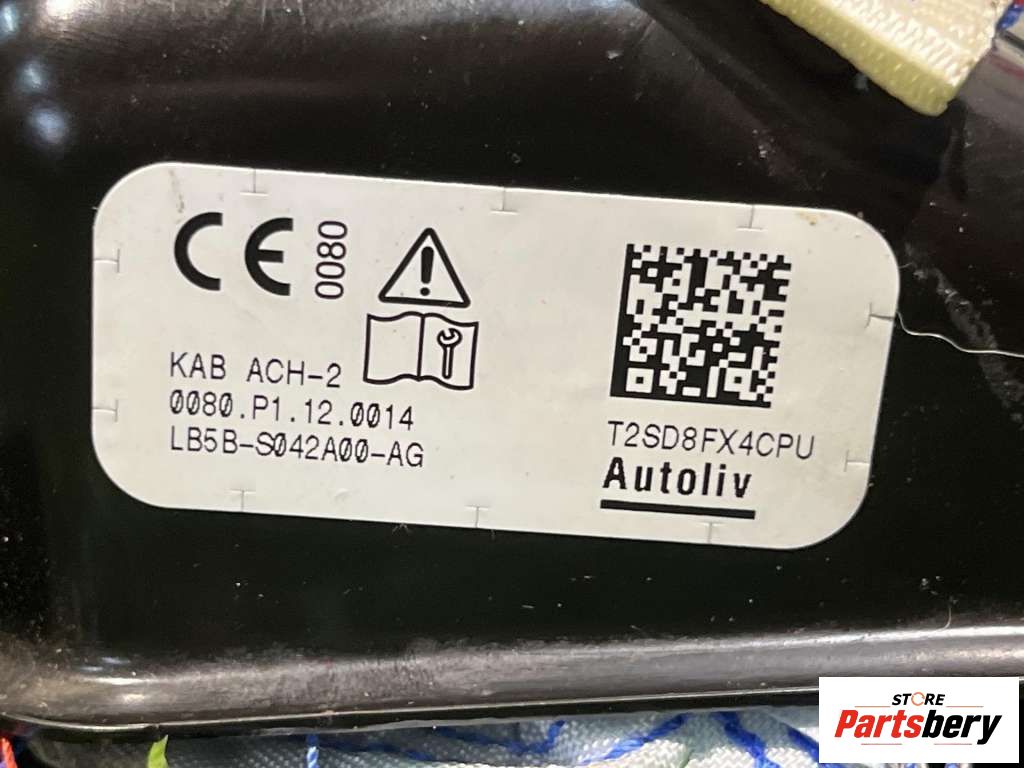 CE 0080
KAB ACH-2
0080.P1.12.0014
LB5B-S042A00-AG
T2SD8FX4CPU
Autoliv
STORE
Partsbery